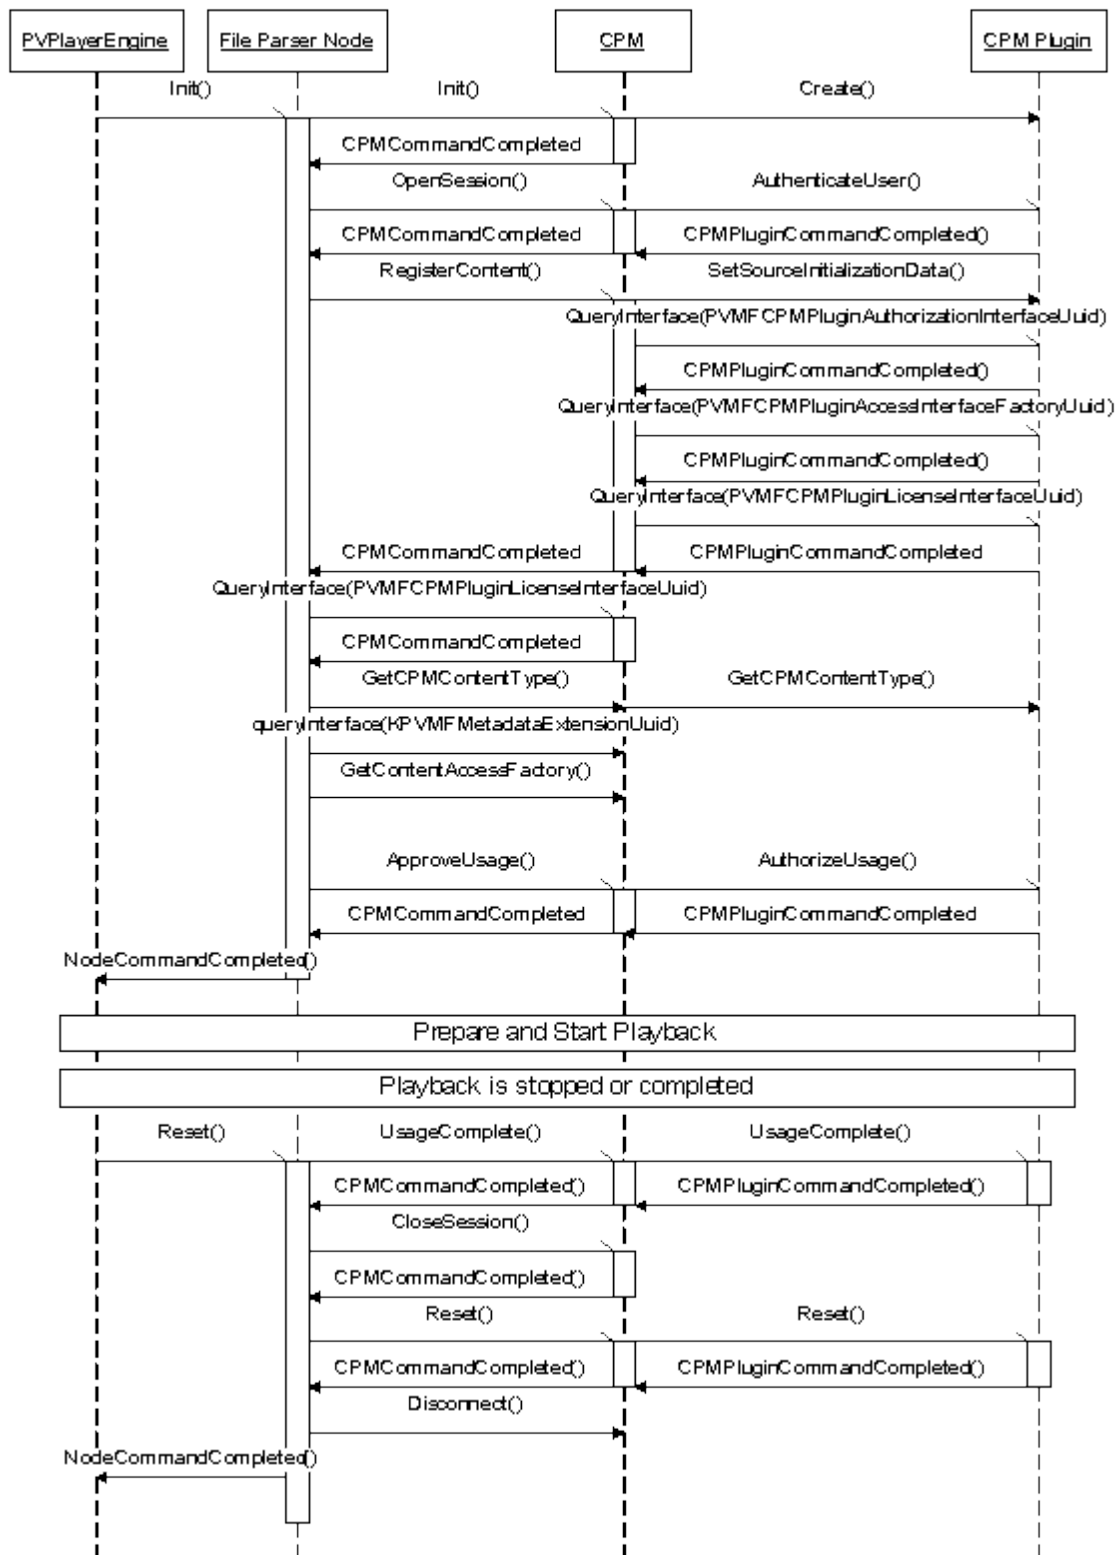 PVPlayerEngine
File Parser Node
CPM
CPM Plugin
Init()
Init()
Create()
CPMCommandCompleted
OpenSession()
AuthenticateUser()
CPMCommandCompleted
CPMPluginCommandCompleted()
RegisterContent()
SetSourceInitializationData()
QueryInterface(PVMFCPMPluginAuthorizationInterfaceUuid)
CPMPluginCommandCompleted()
QueryInterface(PVMFCPMPluginAccessInterfaceFactoryUuid)
CPMPluginCommandCompleted()
QueryInterface(PVMFCPMPluginLicenseInterfaceUuid)
CPMCommandCompleted
CPMPluginCommandCompleted
QueryInterface(PVMFCPMPluginLicenseInterfaceUuid)
CPMCommandCompleted
GetCPMContentType()
GetCPMContentType()
queryInterface(KPVMFMetadataExtensionUuid)
GetContentAccessFactory()
ApproveUsage()
AuthorizeUsage()
CPMCommandCompleted
CPMPluginCommandCompleted
NodeCommandCompleted()
Prepare and Start Playback
Playback is stopped or completed
Reset()
UsageComplete()
UsageComplete()
CPMCommandCompleted()
CPMPluginCommandCompleted()
CloseSession()
CPMCommandCompleted()
Reset()
Reset()
CPMCommandCompleted()
CPMPluginCommandCompleted()
Disconnect()
NodeCommandCompleted()